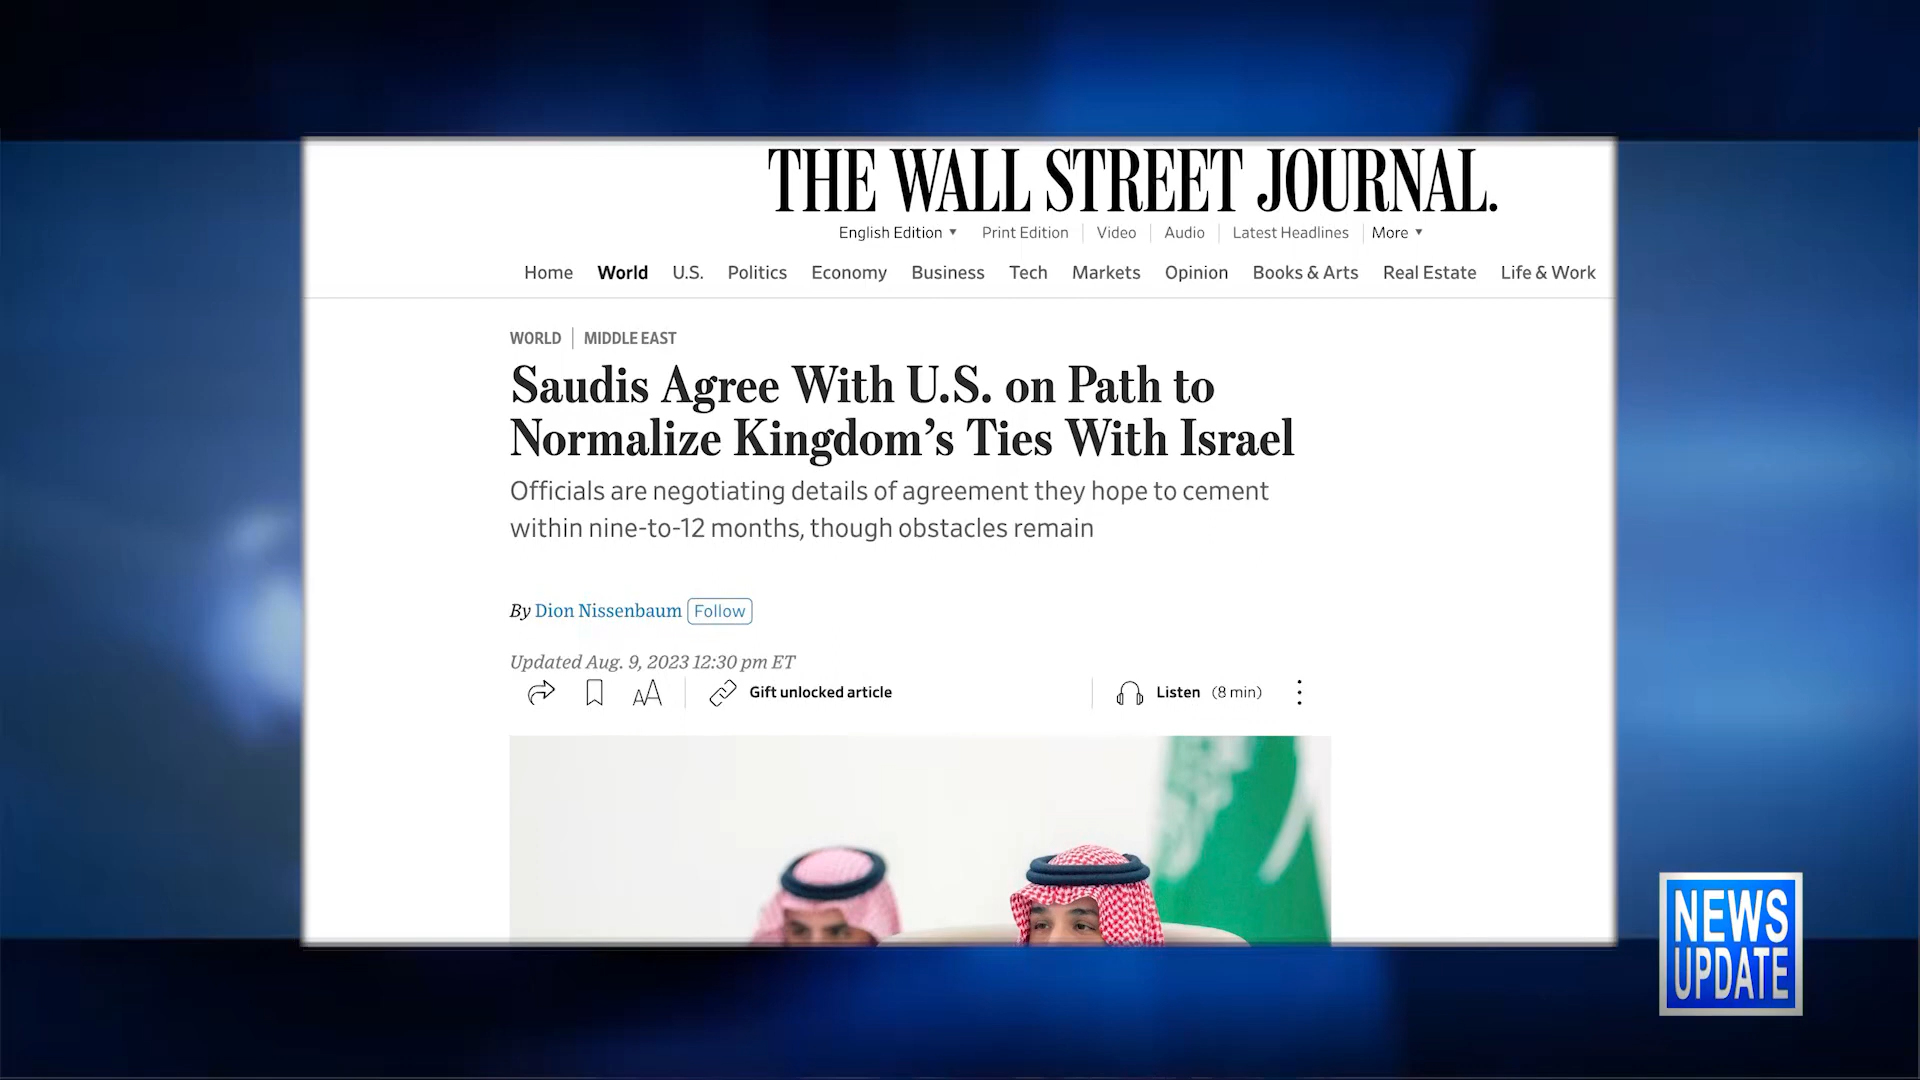 THE WALL STREET JOURNAL.
English Edition ▼ Print Edition Video Audio Latest Headlines More ▼
Home World U.S. Politics Economy Business Tech Markets Opinion Books & Arts Real Estate Life & Work
WORLD MIDDLE EAST
Saudis Agree With U.S. on Path to
Normalize Kingdom’s Ties With Israel
Officials are negotiating details of agreement they hope to cement
within nine-to-12 months, though obstacles remain
By Dion Nissenbaum Follow
Updated Aug. 9, 2023 12:30 pm ET
AA Gift unlocked article Listen (8 min)
NEWS
UPDATE